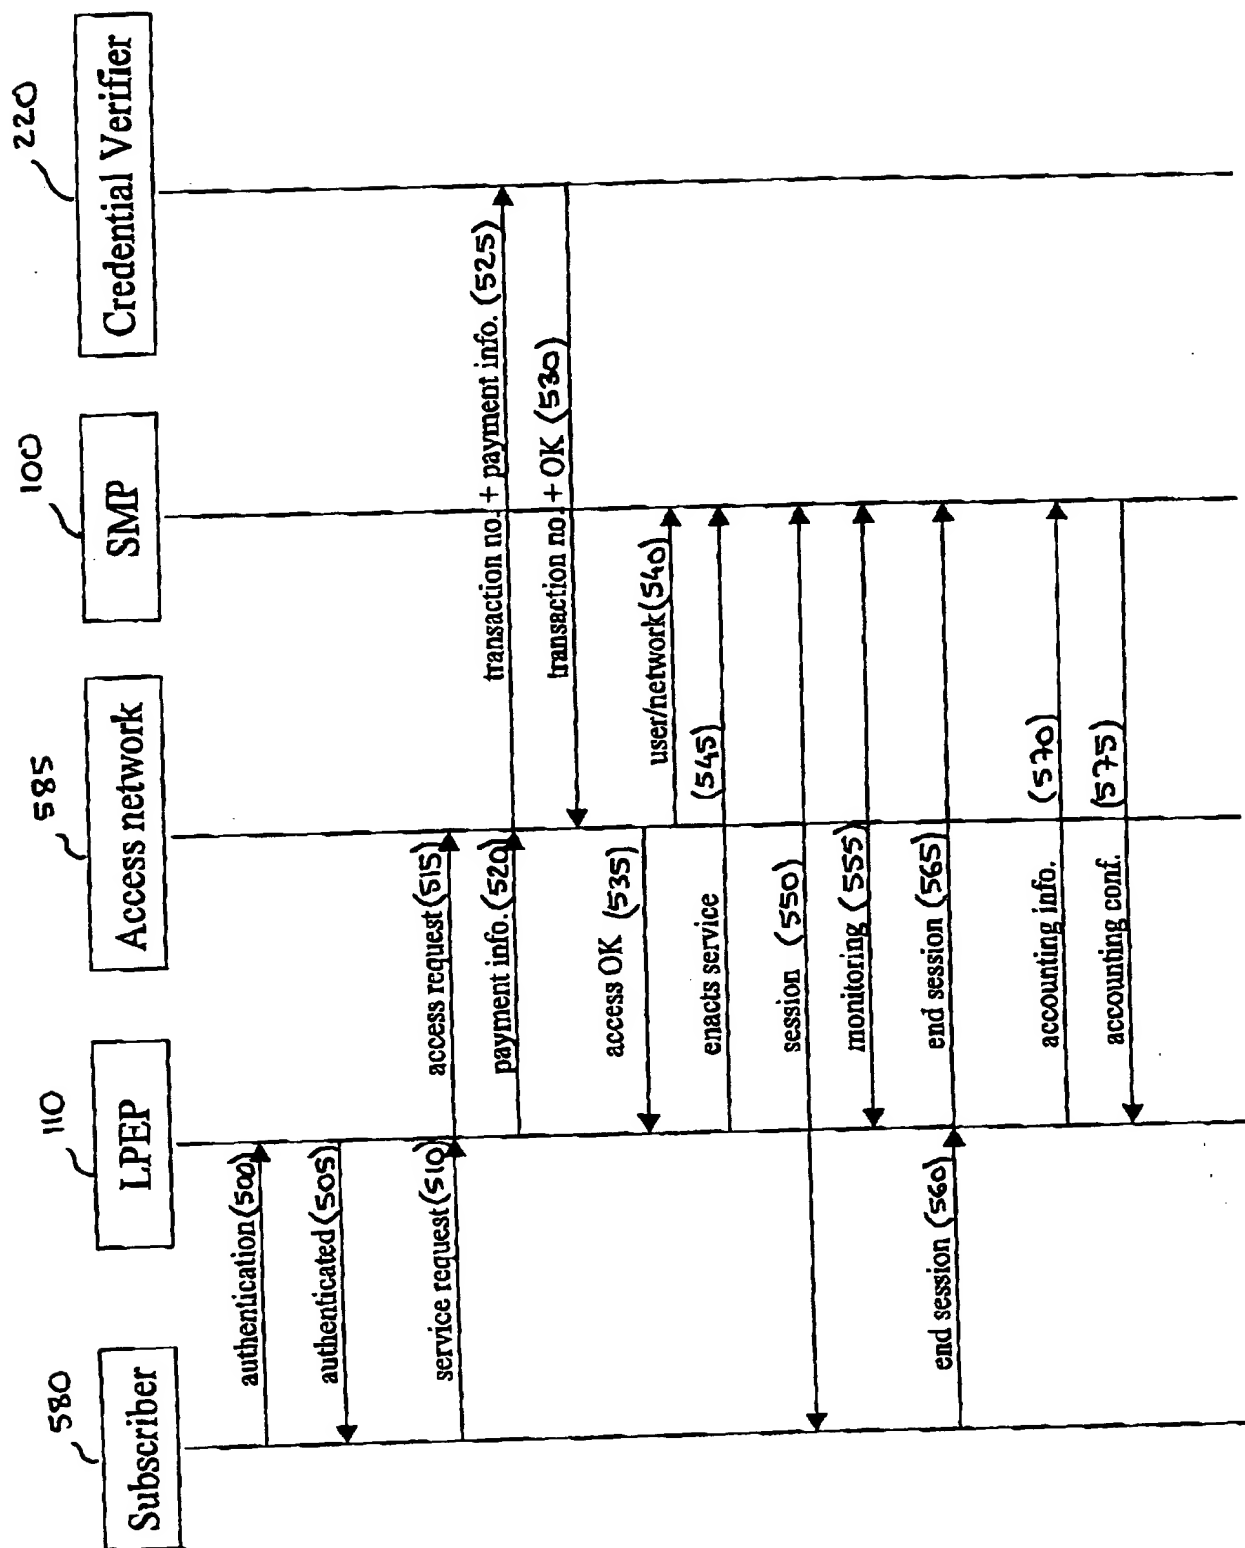 580
Subscriber
110
LPEP
585
Access network
100
SMP
220
Credential Verifier
authentication (500)
authenticated (505)
service request (510)
access request (515)
payment info. (520)
transaction no. + payment info. (525)
transaction no. + OK (530)
access OK (535)
user/network (540)
enacts service (545)
session (550)
monitoring (555)
end session (560)
end session (565)
accounting info. (570)
accounting conf. (575)